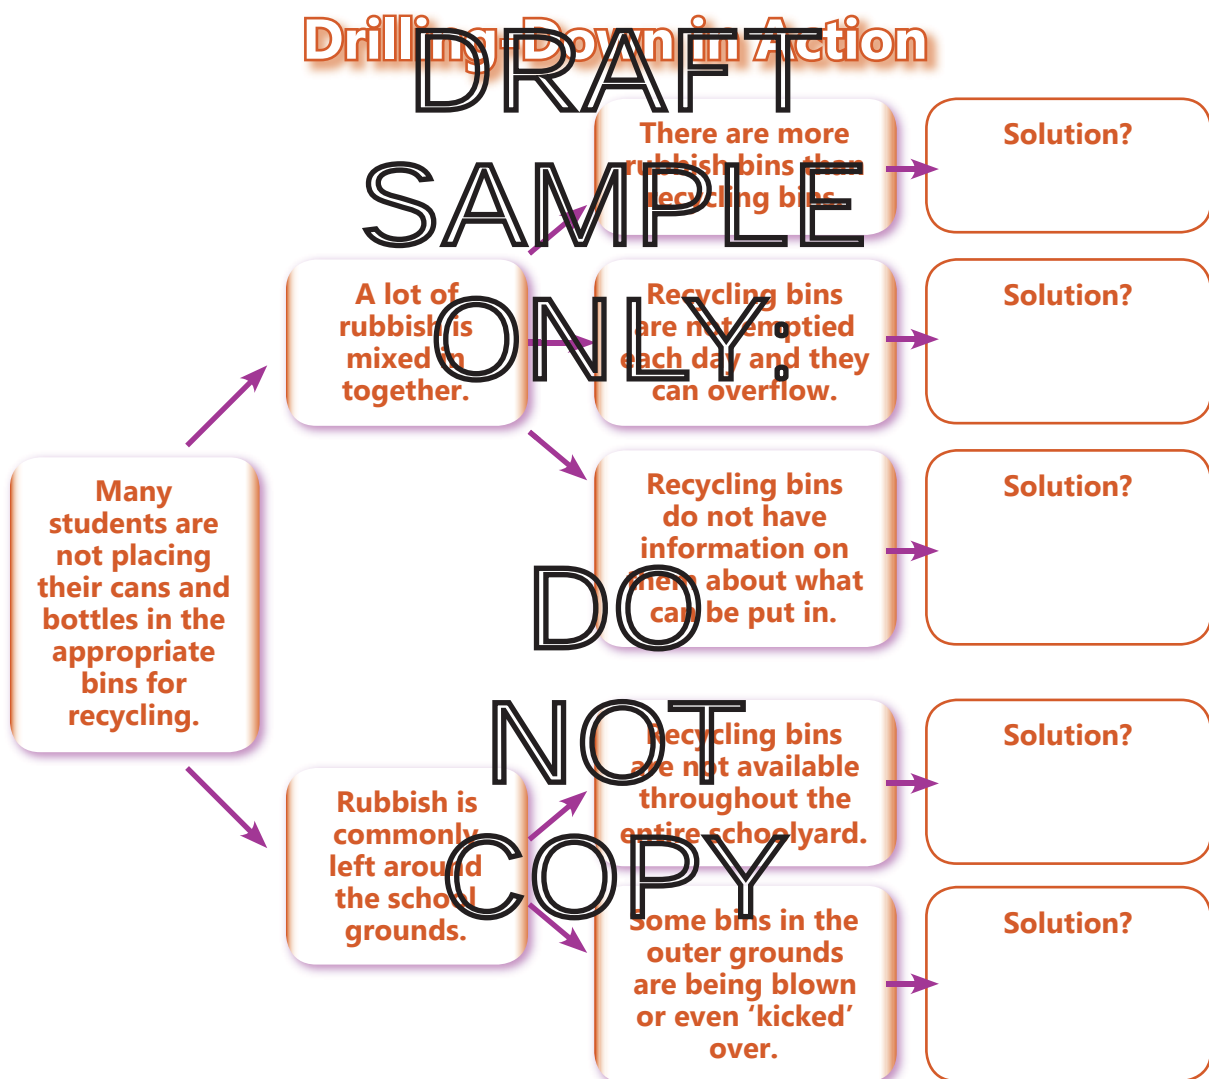 Drilling-Down in Action
DRAFT
SAMPLE
ONLY:
DO
NOT
COPY
Many
students are
not placing
their cans and
bottles in the
appropriate
bins for
recycling.
A lot of
rubbish is
mixed in
together.
There are more
rubbish bins than
recycling bins.
Solution?
Recycling bins
are not emptied
each day and they
can overflow.
Solution?
Recycling bins
do not have
information on
them about what
can be put in.
Solution?
Rubbish is
commonly
left around
the school
grounds.
Recycling bins
are not available
throughout the
entire schoolyard.
Solution?
Some bins in the
outer grounds
are being blown
or even ‘kicked’
over.
Solution?